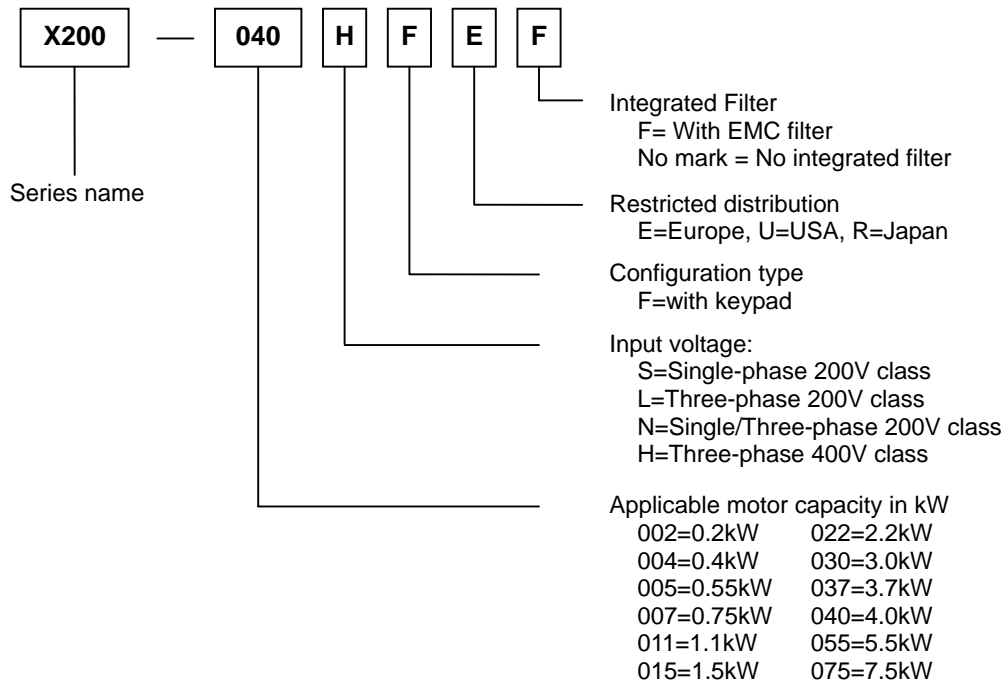 X200 — 040 H F E F
Integrated Filter
F= With EMC filter
No mark = No integrated filter
Series name
Restricted distribution
E=Europe, U=USA, R=Japan
Configuration type
F=with keypad
Input voltage:
S=Single-phase 200V class
L=Three-phase 200V class
N=Single/Three-phase 200V class
H=Three-phase 400V class
Applicable motor capacity in kW
002=0.2kW 022=2.2kW
004=0.4kW 030=3.0kW
005=0.55kW 037=3.7kW
007=0.75kW 040=4.0kW
011=1.1kW 055=5.5kW
015=1.5kW 075=7.5kW